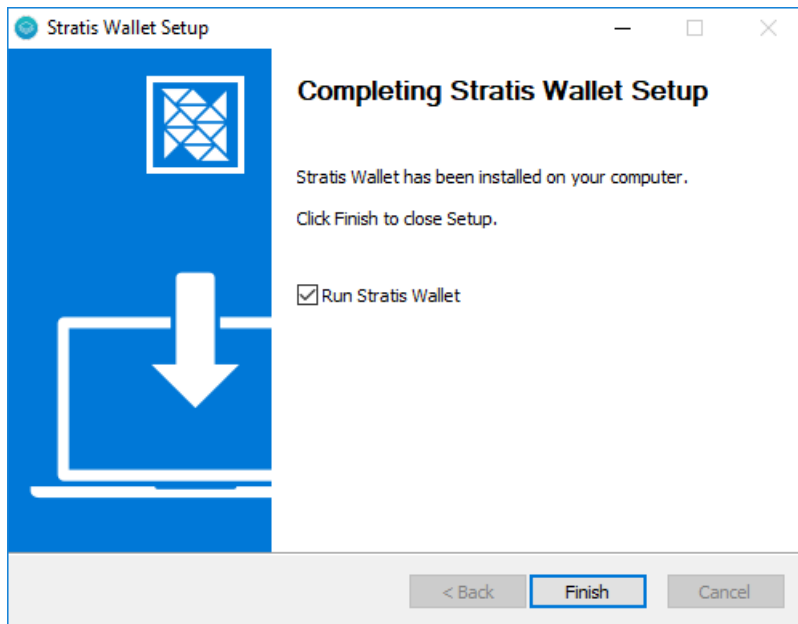 Stratis Wallet Setup
Completing Stratis Wallet Setup
Stratis Wallet has been installed on your computer.
Click Finish to close Setup.
Run Stratis Wallet
< Back
Finish
Cancel